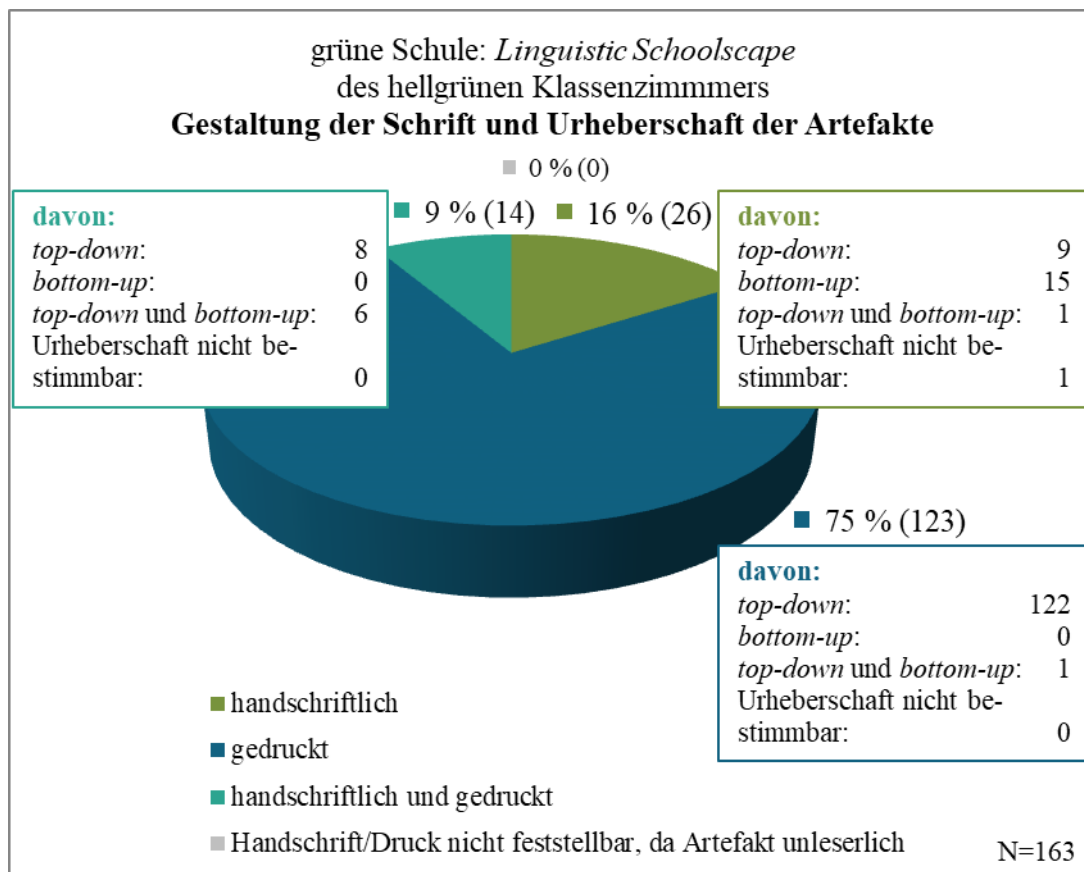 grüne Schule: Linguistic Schoolscape
des hellgrünen Klassenzimmmers
Gestaltung der Schrift und Urheberschaft der Artefakte
0 % (0)
9 % (14)
16 % (26)
davon:
top-down: 8
bottom-up: 0
top-down und bottom-up: 6
Urheberschaft nicht be-
stimmbar: 0
davon:
top-down: 9
bottom-up: 15
top-down und bottom-up: 1
Urheberschaft nicht be-
stimmbar: 1
75 % (123)
davon:
top-down: 122
bottom-up: 0
top-down und bottom-up: 1
Urheberschaft nicht be-
stimmbar: 0
handschriftlich
gedruckt
handschriftlich und gedruckt
Handschrift/Druck nicht feststellbar, da Artefakt unleserlich
N=163